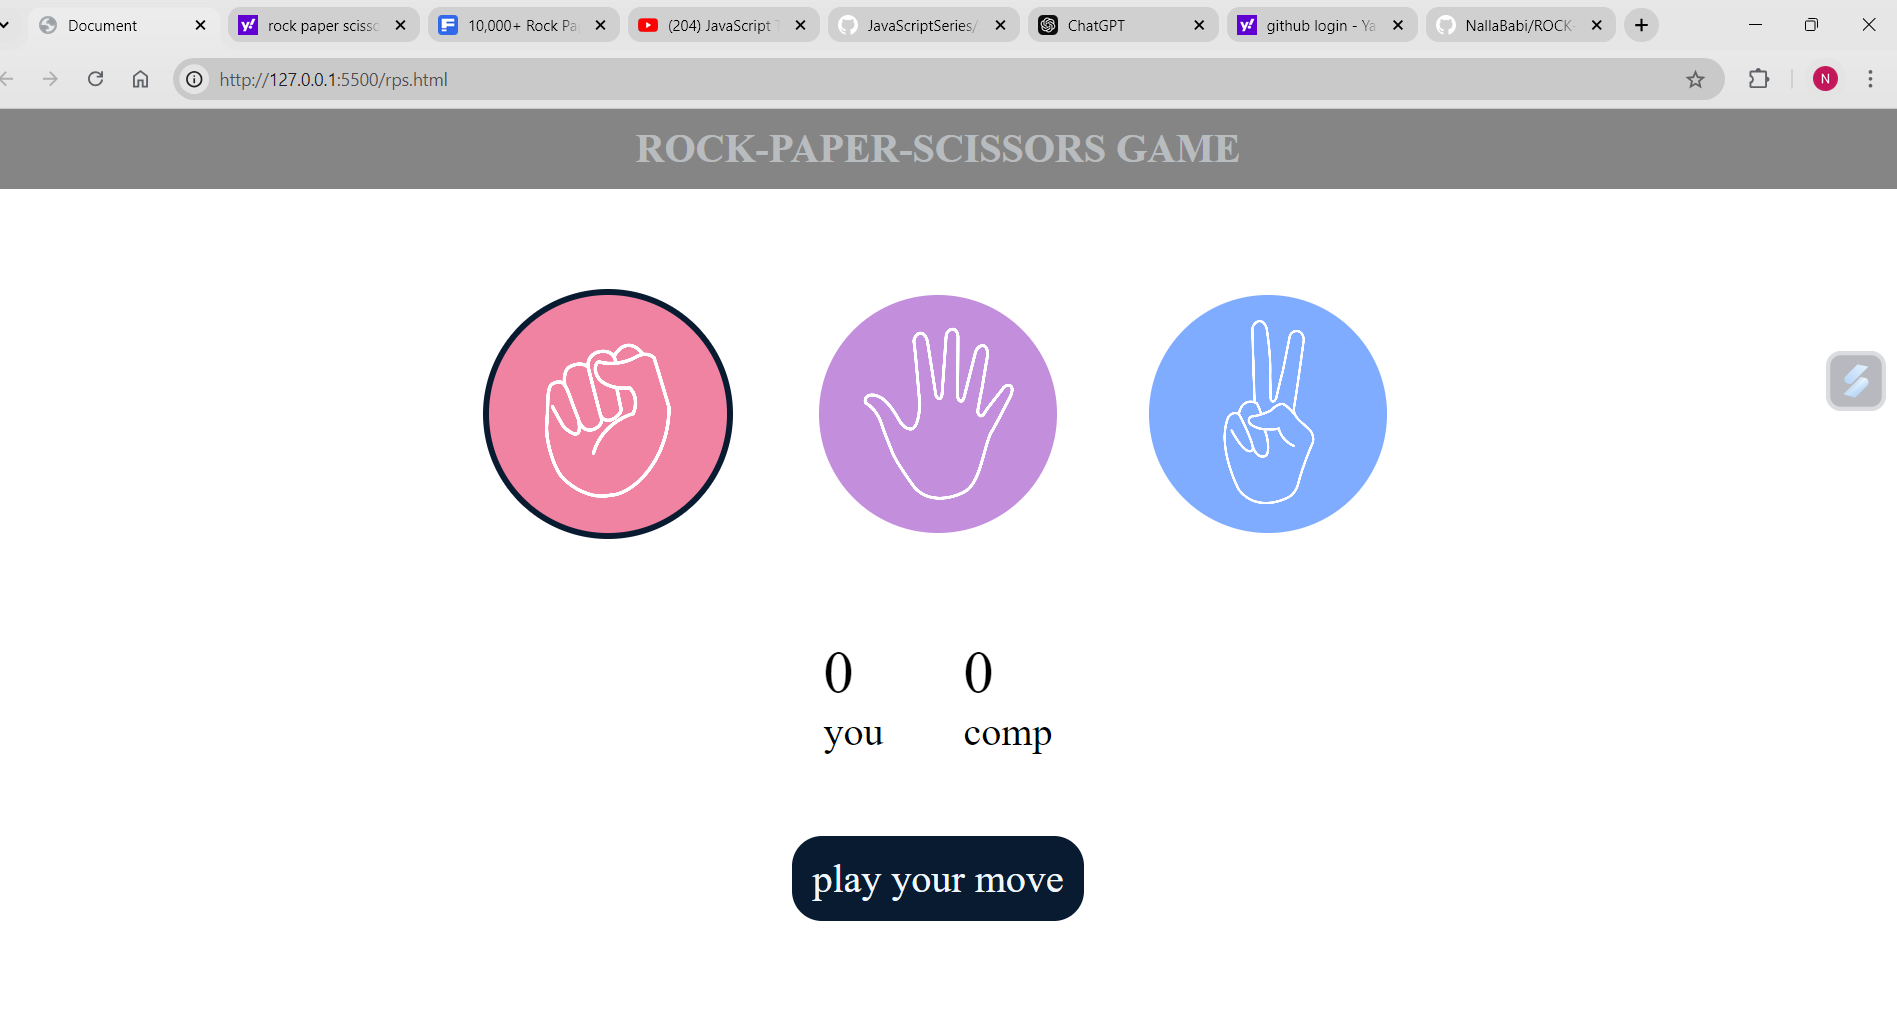 Document
rock paper scisso
10,000+ Rock Pa
(204) JavaScript T
JavaScriptSeries/
ChatGPT
github login - Ya
NallaBabi/ROCK-
http://127.0.0.1:5500/rps.html
N
ROCK-PAPER-SCISSORS GAME
0 0
you comp
play your move